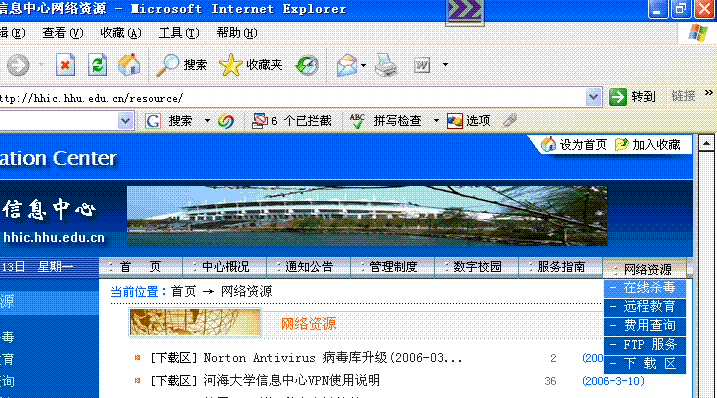 信息中心网络资源 - Microsoft Internet Explorer
辑(E) 查看(V) 收藏(A) 工具(T) 帮助(H)
搜索 收藏夹
ttp://hhic.hhu.edu.cn/resource/ 转到 链接 »
G 搜索 6 个已拦截 ABC 拼写检查 选项
设为首页 加入收藏
ation Center
信息中心
hhic.hhu.edu.cn
13日 星期一 首 页 中心概况 通知公告 管理制度 数字校园 服务指南 网络资源
- 在线杀毒
- 远程教育
- 费用查询
- FTP 服务
- 下 载 区
当前位置：首页 → 网络资源
源
网络资源
毒
育
询
[下载区] Norton Antivirus 病毒库升级(2006-03... 2 (200
[下载区] 河海大学信息中心VPN使用说明 36 (2006-3-10)